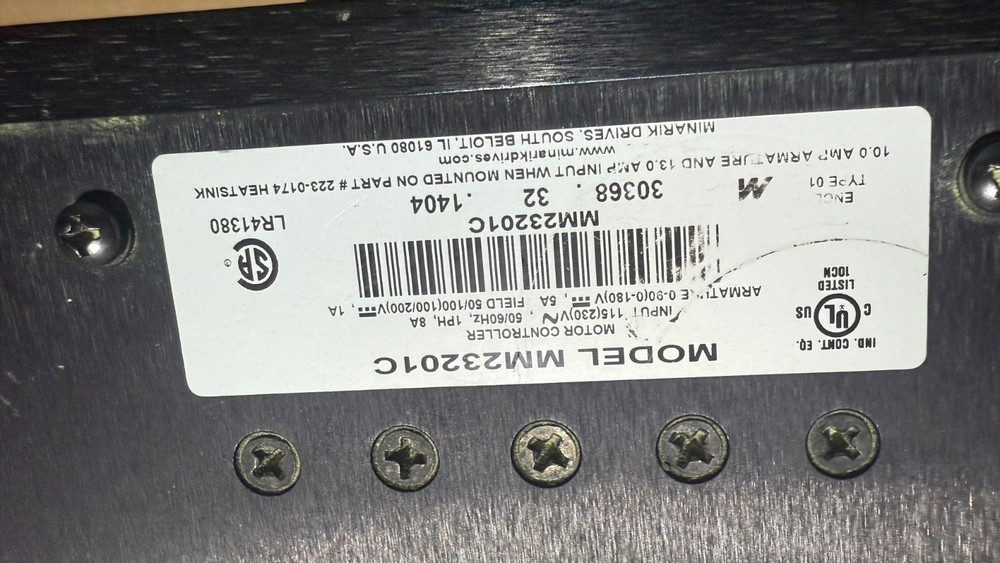 MODEL MM23201C
MOTOR CONTROLLER
INPUT 115(230)V ~, 50/60Hz, 1PH, 8A
ARMATURE 0-90(0-180)V ⎓, 5A FIELD 50/100(100/200)V ⎓, 1A
IND. CONT. EQ.
C UL US
LISTED
10CN
SA
MM23201C
30368 . 32 .1404
LR41380
ENCL
TYPE 01
M
10.0 AMP ARMATURE AND 13.0 AMP INPUT WHEN MOUNTED ON PART # 223-0174 HEATSINK
www.minarikdrives.com
MINARIK DRIVES. SOUTH BELOIT, IL 61080 U.S.A.